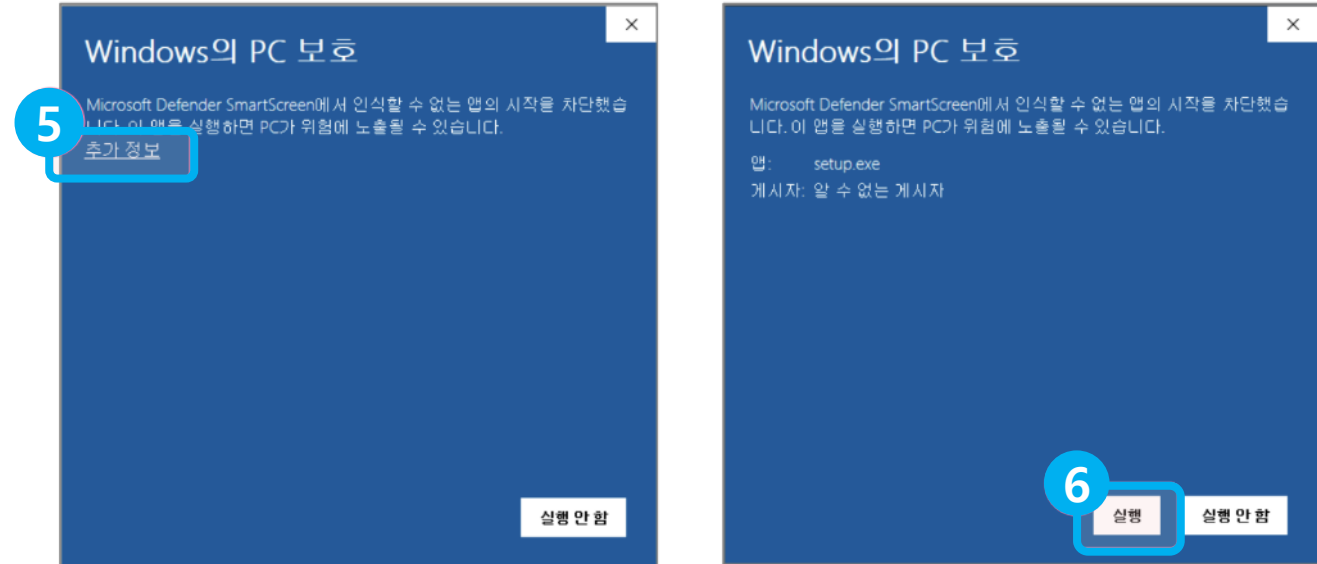 Windows의 PC 보호
Microsoft Defender SmartScreen에서 인식할 수 없는 앱의 시작을 차단했습
니다. 이 앱을 실행하면 PC가 위험에 노출될 수 있습니다.
5
추가 정보
실행 안 함
Windows의 PC 보호
Microsoft Defender SmartScreen에서 인식할 수 없는 앱의 시작을 차단했습
니다. 이 앱을 실행하면 PC가 위험에 노출될 수 있습니다.
앱: setup.exe
게시자: 알 수 없는 게시자
6
실행 실행 안 함